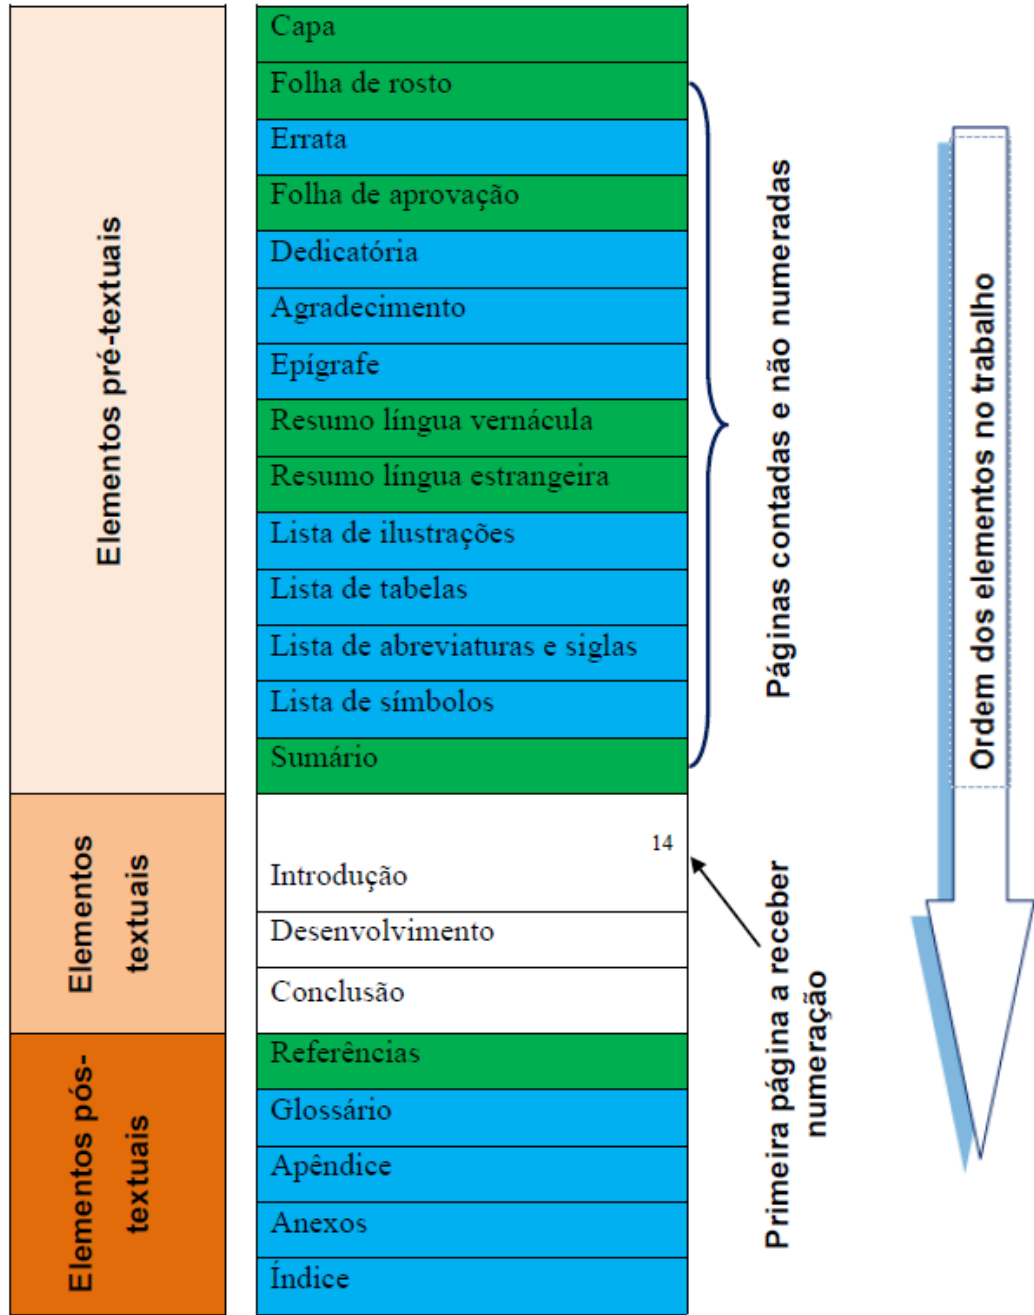 Elementos pré-textuais
Capa
Folha de rosto
Errata
Folha de aprovação
Dedicatória
Agradecimento
Epígrafe
Resumo língua vernácula
Resumo língua estrangeira
Lista de ilustrações
Lista de tabelas
Lista de abreviaturas e siglas
Lista de símbolos
Sumário
Páginas contadas e não numeradas
Ordem dos elementos no trabalho
Elementos
textuais
14
Introdução
Desenvolvimento
Conclusão
Primeira página a receber
numeração
Elementos pós-
textuais
Referências
Glossário
Apêndice
Anexos
Índice